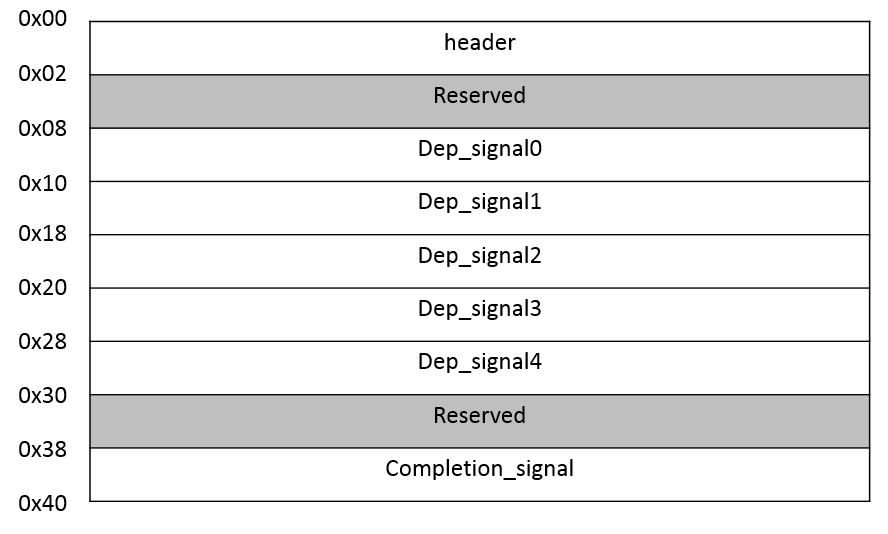 0x00
header
0x02
Reserved
0x08
Dep_signal0
0x10
Dep_signal1
0x18
Dep_signal2
0x20
Dep_signal3
0x28
Dep_signal4
0x30
Reserved
0x38
Completion_signal
0x40